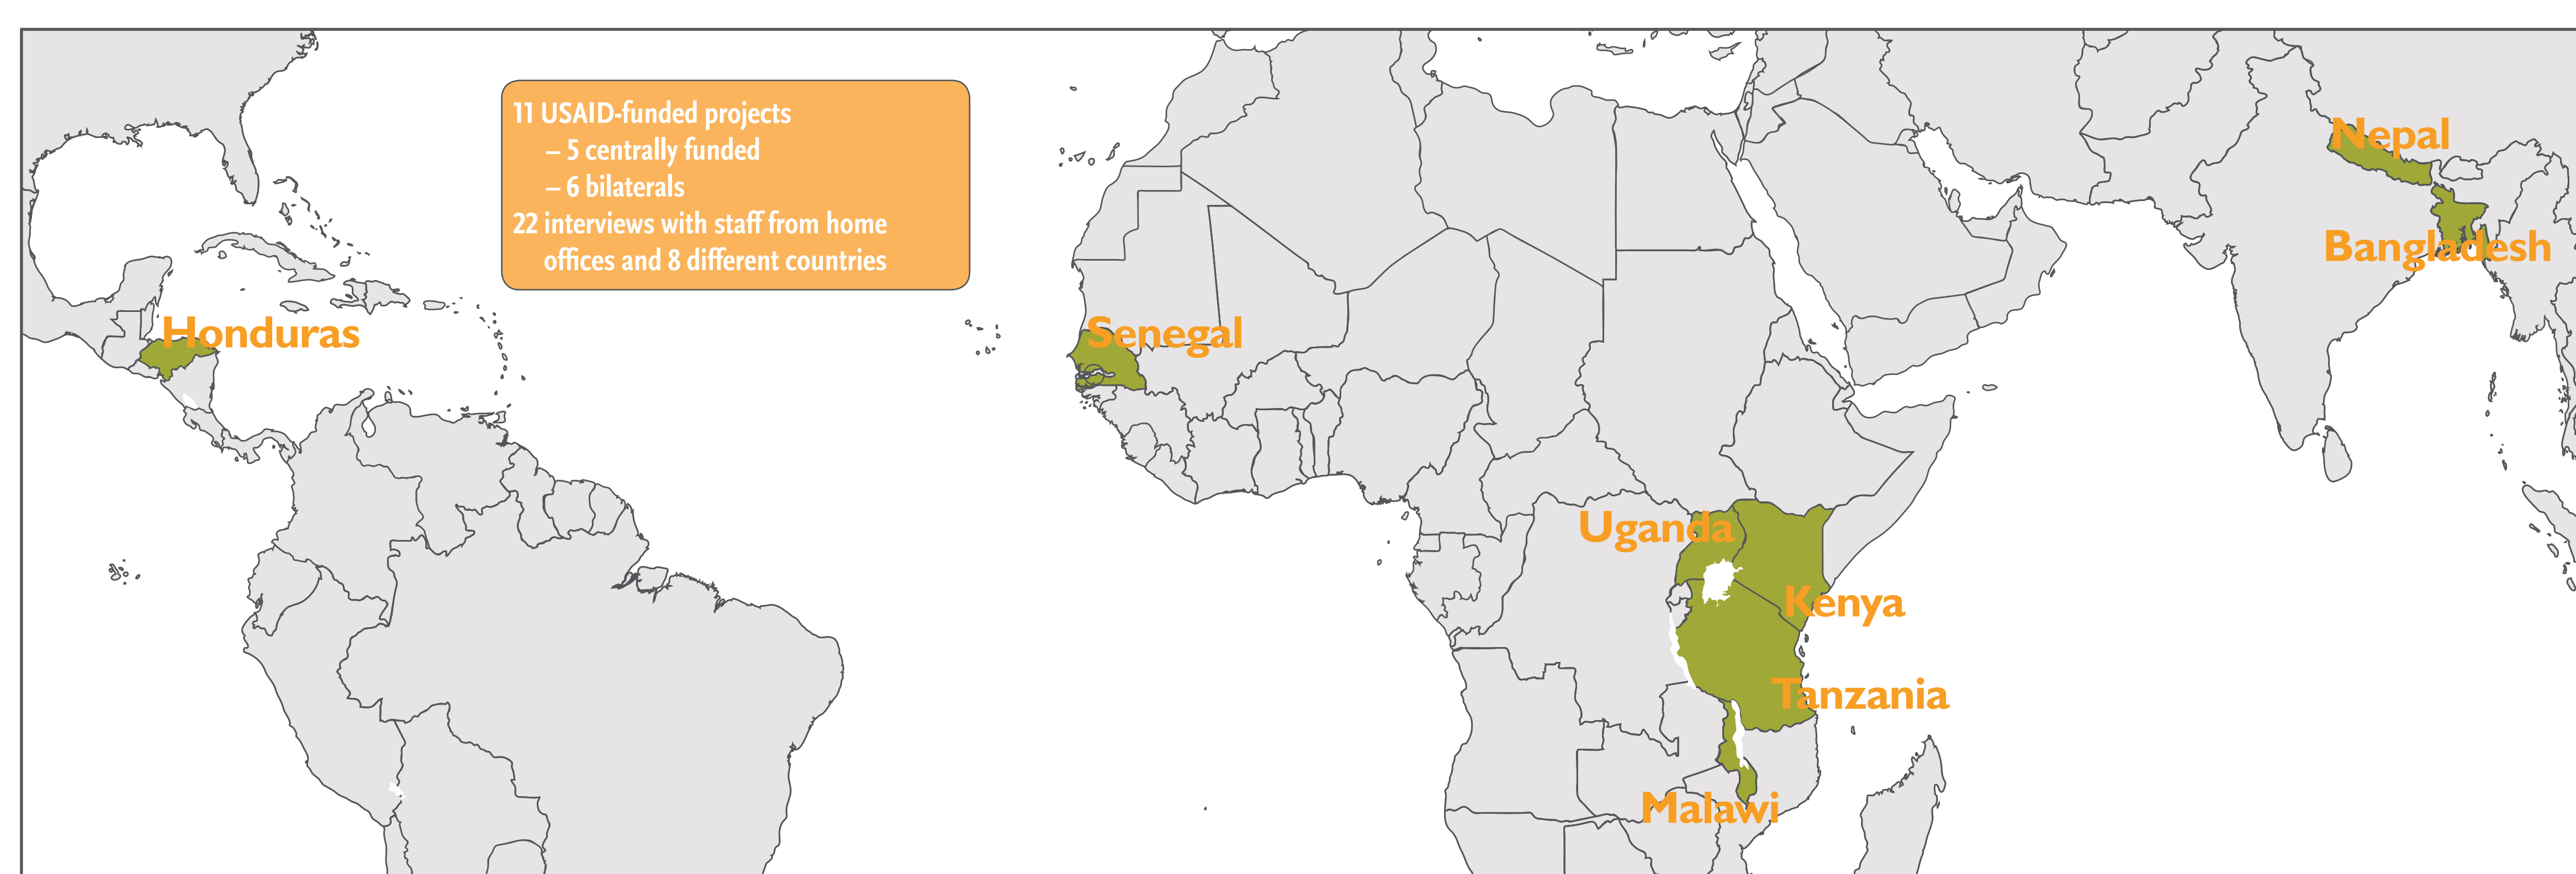 11 USAID-funded projects
– 5 centrally funded
– 6 bilaterals
22 interviews with staff from home
offices and 8 different countries
Nepal
Bangladesh
Honduras
Senegal
Uganda
Kenya
Tanzania
Malawi